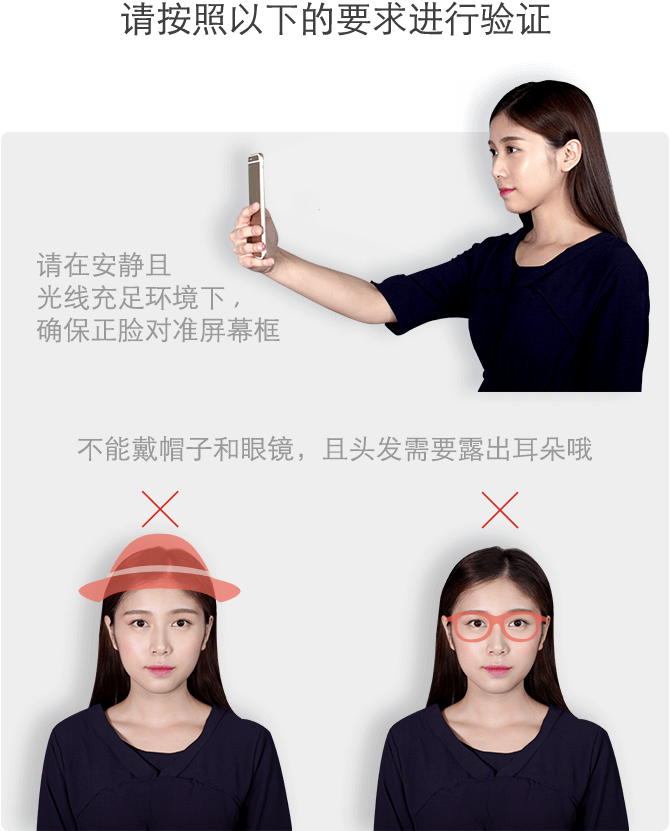 请按照以下的要求进行验证
请在安静且
光线充足环境下，
确保正脸对准屏幕框
不能戴帽子和眼镜，且头发需要露出耳朵哦